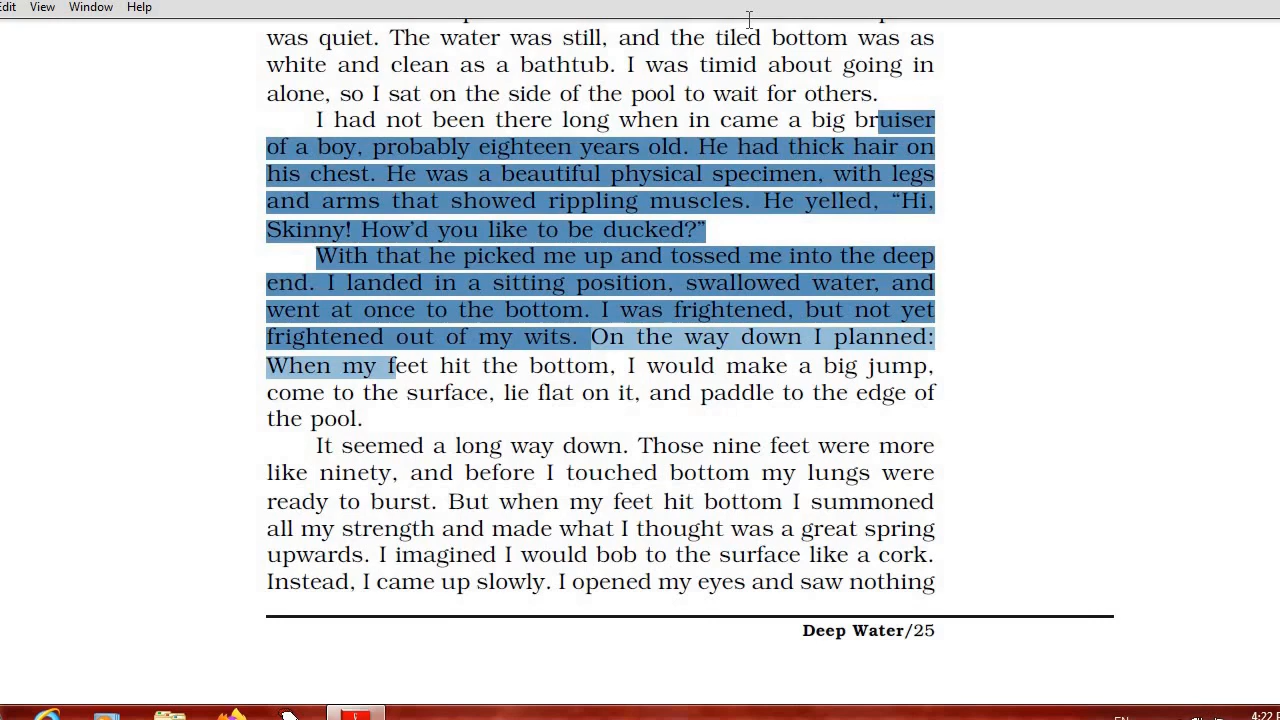 Edit View Window Help
was quiet. The water was still, and the tiled bottom was as
white and clean as a bathtub. I was timid about going in
alone, so I sat on the side of the pool to wait for others.
I had not been there long when in came a big bruiser
of a boy, probably eighteen years old. He had thick hair on
his chest. He was a beautiful physical specimen, with legs
and arms that showed rippling muscles. He yelled, “Hi,
Skinny! How’d you like to be ducked?”
With that he picked me up and tossed me into the deep
end. I landed in a sitting position, swallowed water, and
went at once to the bottom. I was frightened, but not yet
frightened out of my wits. On the way down I planned:
When my feet hit the bottom, I would make a big jump,
come to the surface, lie flat on it, and paddle to the edge of
the pool.
It seemed a long way down. Those nine feet were more
like ninety, and before I touched bottom my lungs were
ready to burst. But when my feet hit bottom I summoned
all my strength and made what I thought was a great spring
upwards. I imagined I would bob to the surface like a cork.
Instead, I came up slowly. I opened my eyes and saw nothing
Deep Water/25
EN 4:22